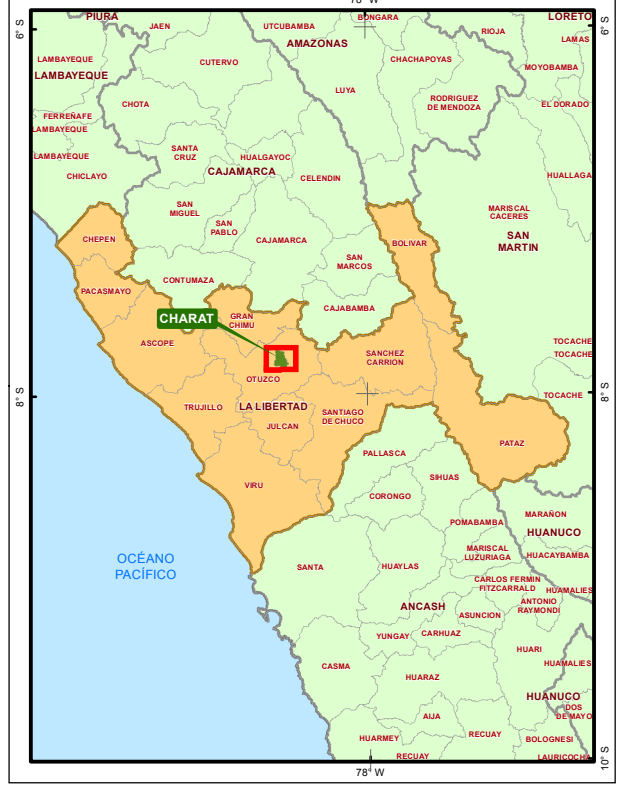 78° W
PIURA
BONGARA
LORETO
6° S
6° S
JAEN
UTCUBAMBA
RIOJA
LAMAS
AMAZONAS
LAMBAYEQUE
CUTERVO
CHACHAPOYAS
MOYOBAMBA
LAMBAYEQUE
LUYA
CHOTA
RODRIGUEZ
DE MENDOZA
EL DORADO
FERREÑAFE
LAMBAYEQUE
SANTA
CRUZ
HUALGAYOC
LAMBAYEQUE
CAJAMARCA
CELENDIN
CHICLAYO
HUALLAGA
SAN
MIGUEL
SAN
PABLO
MARISCAL
CACERES
SAN
MARTIN
CHEPEN
CAJAMARCA
BOLIVAR
SAN
MARCOS
CONTUMAZA
PACASMAYO
CAJABAMBA
CHARAT
GRAN
CHIMU
ASCOPE
TOCACHE
TOCACHE
SANCHEZ
CARRION
OTUZCO
8° S
8° S
TOCACHE
TRUJILLO
LA LIBERTAD
SANTIAGO
DE CHUCO
JULCAN
PATAZ
PALLASCA
SIHUAS
VIRU
CORONGO
MARAÑON
POMABAMBA
HUANUCO
OCÉANO
PACÍFICO
SANTA
HUAYLAS
MARISCAL
LUZURIAGA
HUACAYBAMBA
CARLOS FERMIN
FITZCARRALD
HUAMALIES
ANCASH
ASUNCION
ANTONIO
RAYMONDI
YUNGAY
CARHUAZ
HUARI
CASMA
HUAMALIES
HUARAZ
HUANUCO
DOS
DE MAYO
AIJA
HUARMEY
RECUAY
BOLOGNESI
RECUAY
LAURICOCHA
10° S
78° W